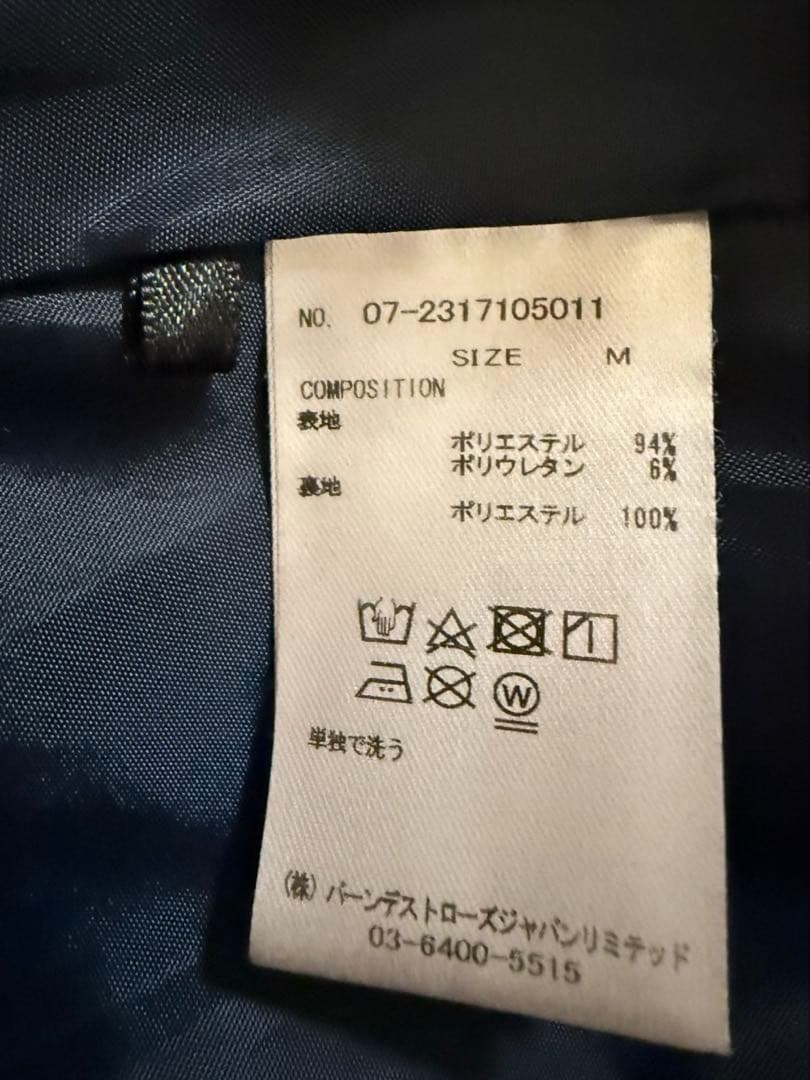 NO. 07-2317105011
SIZE M
COMPOSITION
表地
ポリエステル 94%
ポリウレタン 6%
裏地
ポリエステル 100%
W
単独で洗う
(株)バーンデストローズジャパンリミテッド
03-6400-5515